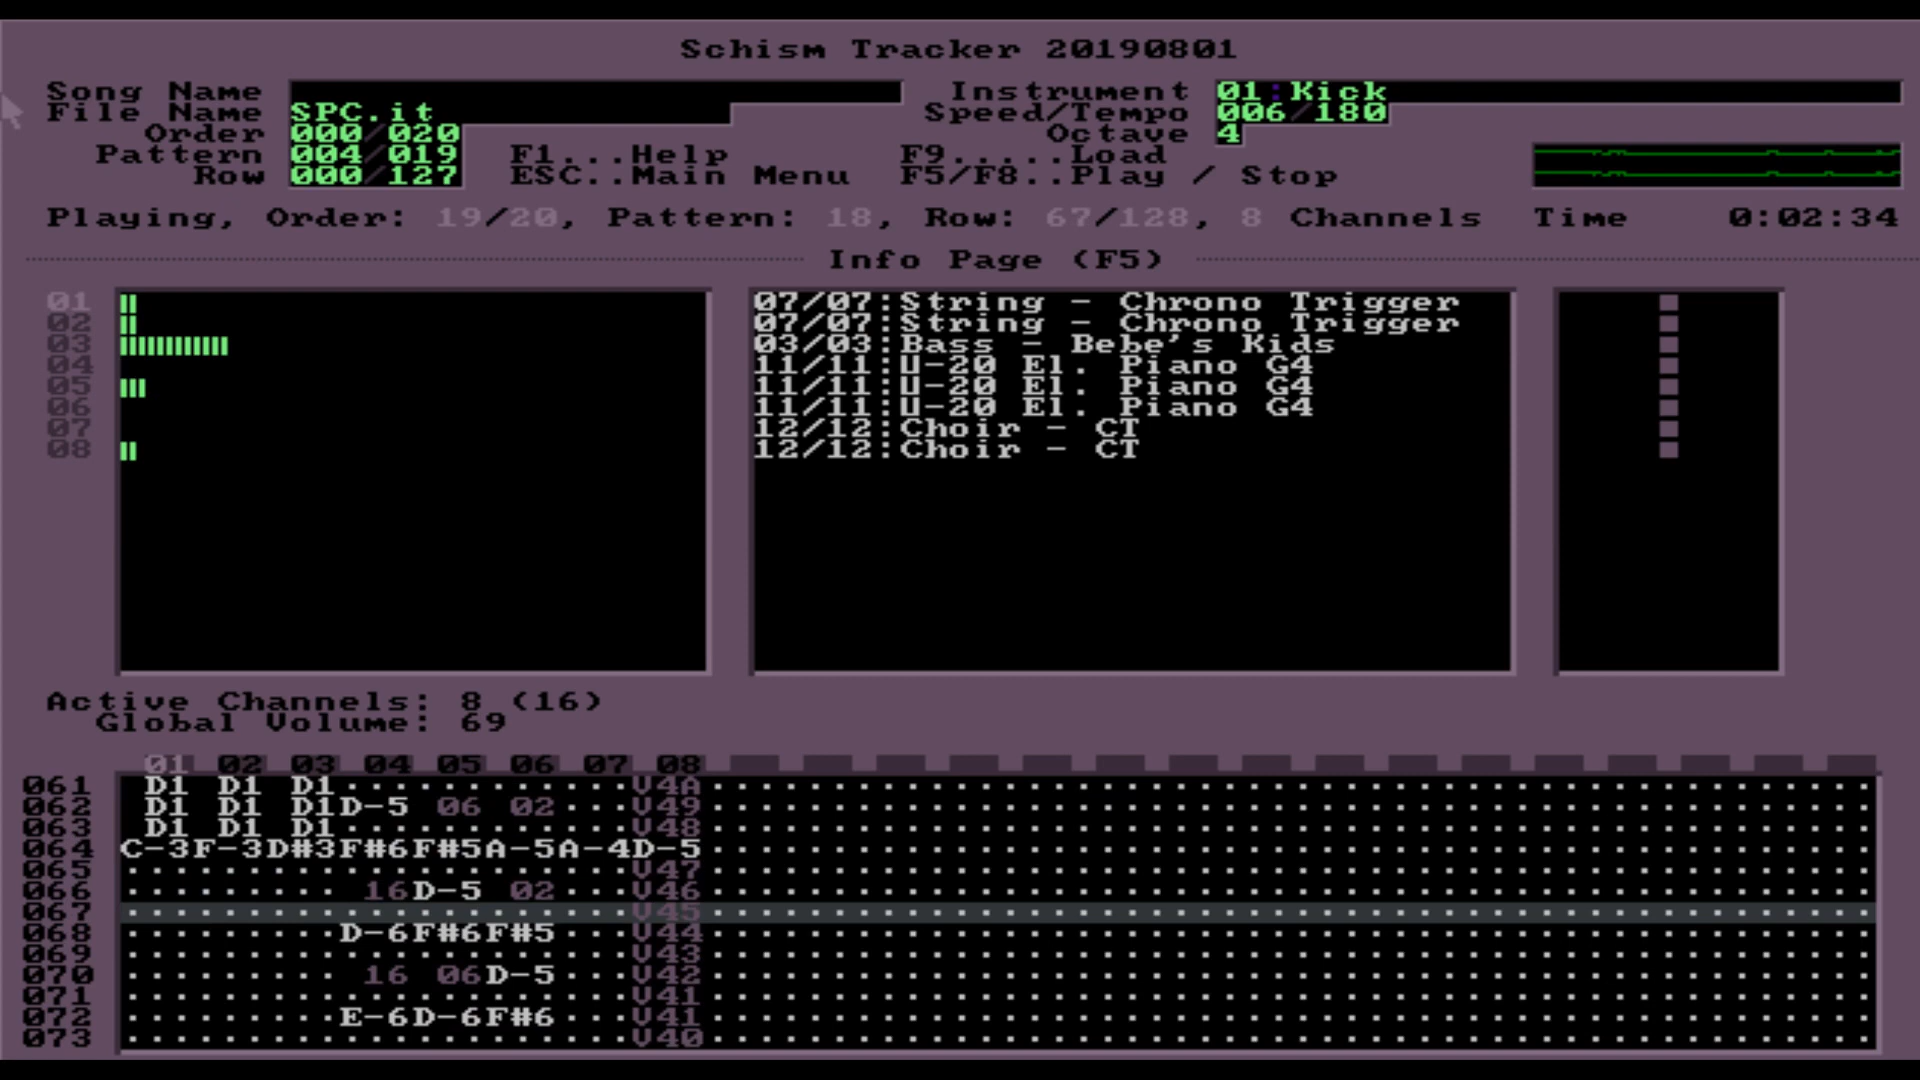 Schism Tracker 20190801
Song Name Instrument 01:Kick
File Name SPC.it Speed/Tempo 006/180
Order 000/020 Octave 4
Pattern 004/019 F1...Help F9.....Load
Row 000/127 ESC..Main Menu F5/F8..Play / Stop
Playing, Order: 19/20, Pattern: 18, Row: 67/128, 8 Channels Time 0:02:34
Info Page (F5)
01 07/07:String - Chrono Trigger
02 07/07:String - Chrono Trigger
03 03/03:Bass - Bebe's Kids
04 11/11:U-20 El. Piano G4
05 11/11:U-20 El. Piano G4
06 11/11:U-20 El. Piano G4
07 12/12:Choir - CT
08 12/12:Choir - CT
Active Channels: 8 (16)
Global Volume: 69
01 02 03 04 05 06 07 08
061 D1 D1 D1 V4A
062 D1 D1 D1D-5 06 02 V49
063 D1 D1 D1 V48
064 C-3F-3D#3F#6F#5A-5A-4D-5
065 V47
066 16D-5 02 V46
067 V45
068 D-6F#6F#5 V44
069 V43
070 16 06D-5 V42
071 V41
072 E-6D-6F#6 V41
073 V40